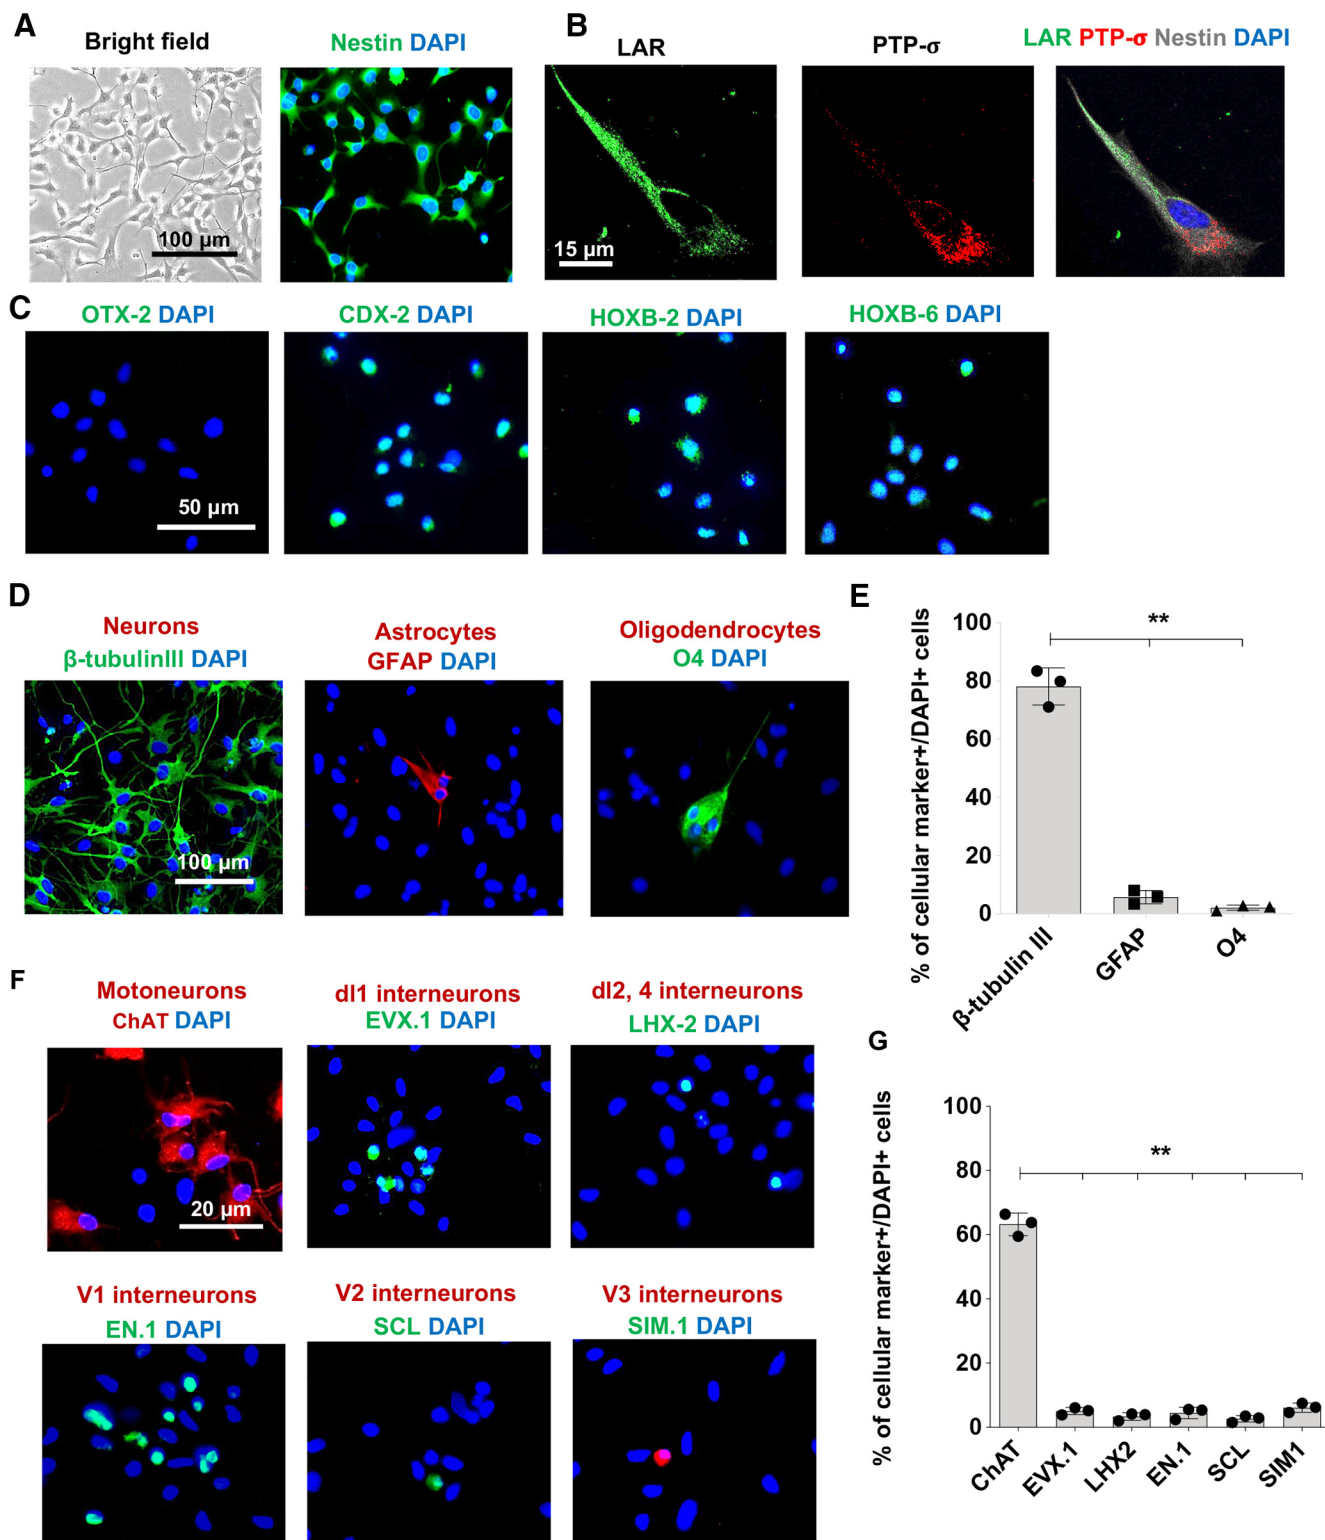 A
Bright field
Nestin DAPI
100 µm
B
LAR
PTP-σ
LAR PTP-σ Nestin DAPI
15 µm
C
OTX-2 DAPI
CDX-2 DAPI
HOXB-2 DAPI
HOXB-6 DAPI
50 µm
D
Neurons
β-tubulinIII DAPI
Astrocytes
GFAP DAPI
Oligodendrocytes
O4 DAPI
100 µm
E
% of cellular marker+/DAPI+ cells
100
80
60
40
20
0
**
β-tubulin III
GFAP
O4
F
Motoneurons
ChAT DAPI
dI1 interneurons
EVX.1 DAPI
dI2, 4 interneurons
LHX-2 DAPI
20 µm
V1 interneurons
EN.1 DAPI
V2 interneurons
SCL DAPI
V3 interneurons
SIM.1 DAPI
G
% of cellular marker+/DAPI+ cells
100
80
60
40
20
0
**
ChAT
EVX.1
LHX2
EN.1
SCL
SIM1